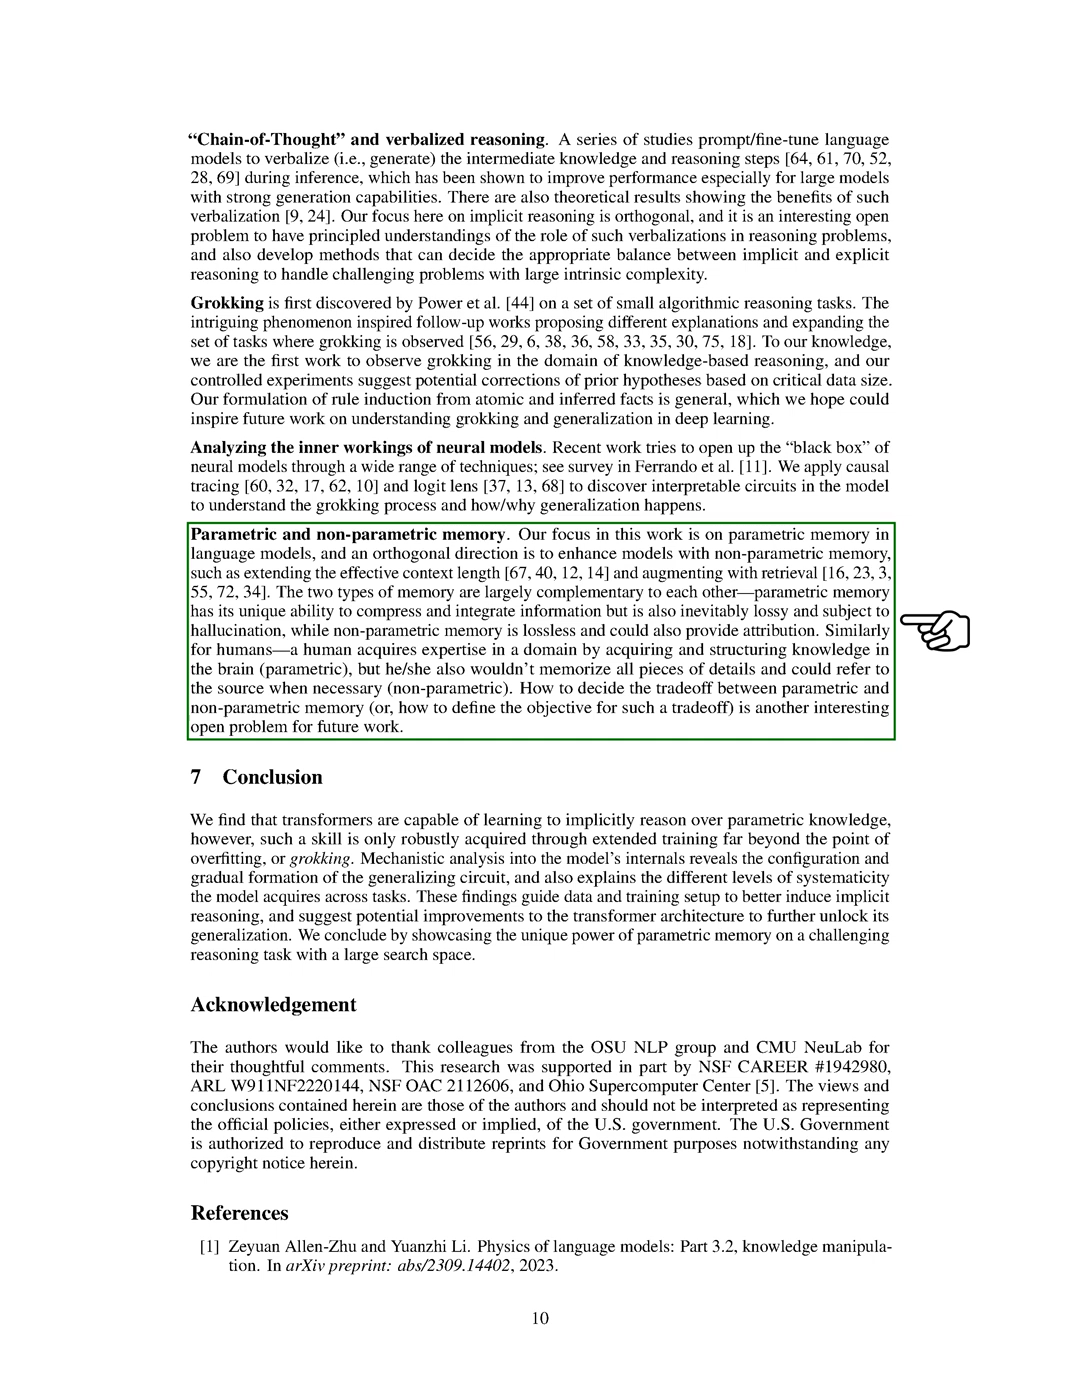 “Chain-of-Thought” and verbalized reasoning. A series of studies prompt/fine-tune language
models to verbalize (i.e., generate) the intermediate knowledge and reasoning steps [64, 61, 70, 52,
28, 69] during inference, which has been shown to improve performance especially for large models
with strong generation capabilities. There are also theoretical results showing the benefits of such
verbalization [9, 24]. Our focus here on implicit reasoning is orthogonal, and it is an interesting open
problem to have principled understandings of the role of such verbalizations in reasoning problems,
and also develop methods that can decide the appropriate balance between implicit and explicit
reasoning to handle challenging problems with large intrinsic complexity.
Grokking is first discovered by Power et al. [44] on a set of small algorithmic reasoning tasks. The
intriguing phenomenon inspired follow-up works proposing different explanations and expanding the
set of tasks where grokking is observed [56, 29, 6, 38, 36, 58, 33, 35, 30, 75, 18]. To our knowledge,
we are the first work to observe grokking in the domain of knowledge-based reasoning, and our
controlled experiments suggest potential corrections of prior hypotheses based on critical data size.
Our formulation of rule induction from atomic and inferred facts is general, which we hope could
inspire future work on understanding grokking and generalization in deep learning.
Analyzing the inner workings of neural models. Recent work tries to open up the “black box” of
neural models through a wide range of techniques; see survey in Ferrando et al. [11]. We apply causal
tracing [60, 32, 17, 62, 10] and logit lens [37, 13, 68] to discover interpretable circuits in the model
to understand the grokking process and how/why generalization happens.
Parametric and non-parametric memory. Our focus in this work is on parametric memory in
language models, and an orthogonal direction is to enhance models with non-parametric memory,
such as extending the effective context length [67, 40, 12, 14] and augmenting with retrieval [16, 23, 3,
55, 72, 34]. The two types of memory are largely complementary to each other—parametric memory
has its unique ability to compress and integrate information but is also inevitably lossy and subject to
hallucination, while non-parametric memory is lossless and could also provide attribution. Similarly
for humans—a human acquires expertise in a domain by acquiring and structuring knowledge in
the brain (parametric), but he/she also wouldn’t memorize all pieces of details and could refer to
the source when necessary (non-parametric). How to decide the tradeoff between parametric and
non-parametric memory (or, how to define the objective for such a tradeoff) is another interesting
open problem for future work.
7 Conclusion
We find that transformers are capable of learning to implicitly reason over parametric knowledge,
however, such a skill is only robustly acquired through extended training far beyond the point of
overfitting, or grokking. Mechanistic analysis into the model’s internals reveals the configuration and
gradual formation of the generalizing circuit, and also explains the different levels of systematicity
the model acquires across tasks. These findings guide data and training setup to better induce implicit
reasoning, and suggest potential improvements to the transformer architecture to further unlock its
generalization. We conclude by showcasing the unique power of parametric memory on a challenging
reasoning task with a large search space.
Acknowledgement
The authors would like to thank colleagues from the OSU NLP group and CMU NeuLab for
their thoughtful comments. This research was supported in part by NSF CAREER #1942980,
ARL W911NF2220144, NSF OAC 2112606, and Ohio Supercomputer Center [5]. The views and
conclusions contained herein are those of the authors and should not be interpreted as representing
the official policies, either expressed or implied, of the U.S. government. The U.S. Government
is authorized to reproduce and distribute reprints for Government purposes notwithstanding any
copyright notice herein.
References
[1] Zeyuan Allen-Zhu and Yuanzhi Li. Physics of language models: Part 3.2, knowledge manipula-
tion. In arXiv preprint: abs/2309.14402, 2023.
10